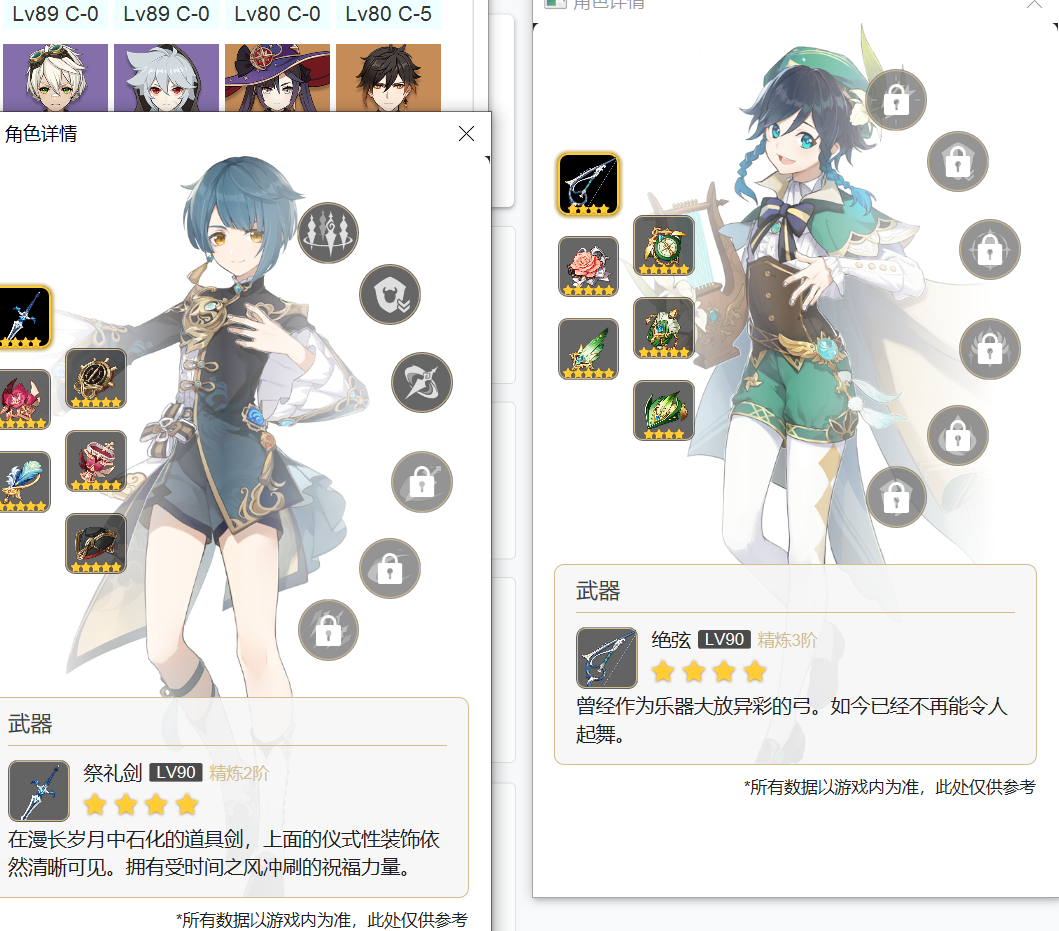 Lv89 C-0 Lv89 C-0 Lv80 C-0 Lv80 C-5
角色详情
武器
祭礼剑 LV90 精炼2阶
在漫长岁月中石化的道具剑，上面的仪式性装饰依
然清晰可见。拥有受时间之风冲刷的祝福力量。
*所有数据以游戏内为准，此处仅供参考
角色详情
武器
绝弦 LV90 精炼3阶
曾经作为乐器大放异彩的弓。如今已经不再能令人
起舞。
*所有数据以游戏内为准，此处仅供参考